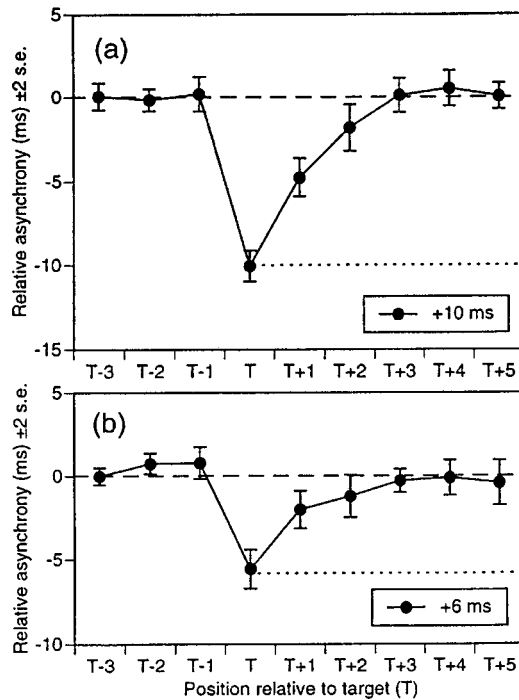 5
(a)
0
-5
-10
-15
Relative asynchrony (ms) ±2 s.e.
+10 ms
T-3 T-2 T-1 T T+1 T+2 T+3 T+4 T+5
5
(b)
0
-5
-10
Relative asynchrony (ms) ±2 s.e.
+6 ms
T-3 T-2 T-1 T T+1 T+2 T+3 T+4 T+5
Position relative to target (T)